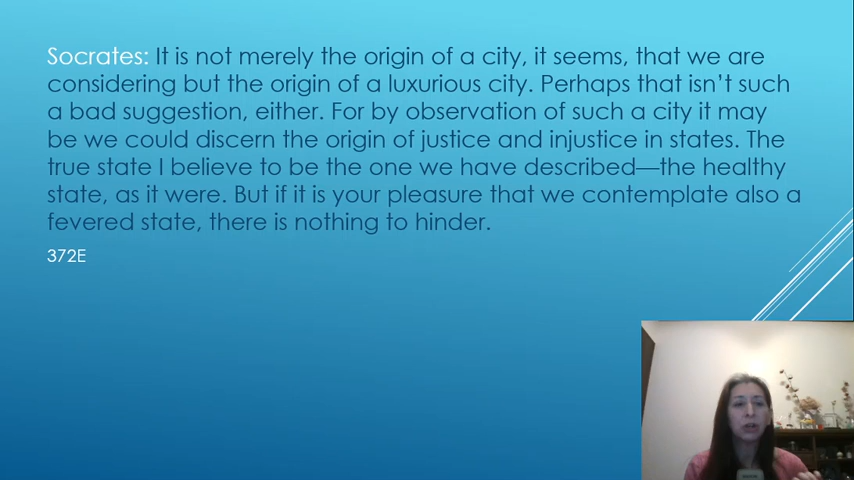 Socrates: It is not merely the origin of a city, it seems, that we are
considering but the origin of a luxurious city. Perhaps that isn’t such
a bad suggestion, either. For by observation of such a city it may
be we could discern the origin of justice and injustice in states. The
true state I believe to be the one we have described—the healthy
state, as it were. But if it is your pleasure that we contemplate also a
fevered state, there is nothing to hinder.
372E